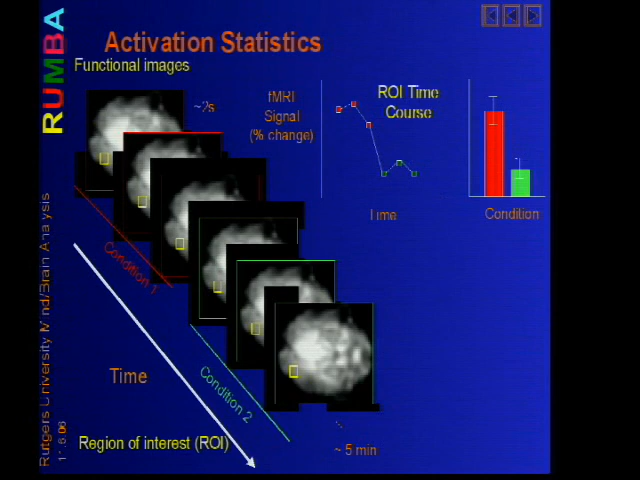 Activation Statistics
Functional images
~2s
fMRI
Signal
(% change)
ROI Time
Course
Time
Condition
Condition 1
Time
Condition 2
Region of interest (ROI)
~ 5 min
RUMBA
Rutgers University Mind/Brain Analysis